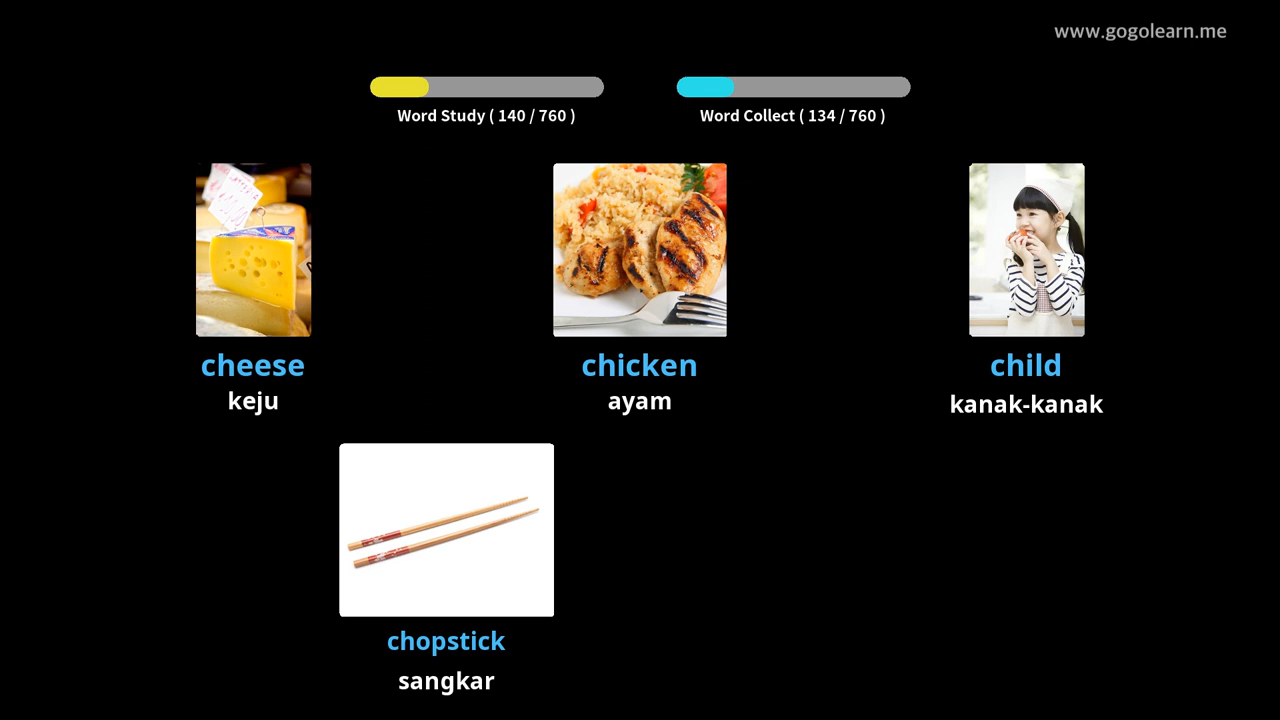 www.gogolearn.me
Word Study ( 140 / 760 )
Word Collect ( 134 / 760 )
cheese
keju
chicken
ayam
child
kanak-kanak
chopstick
sangkar